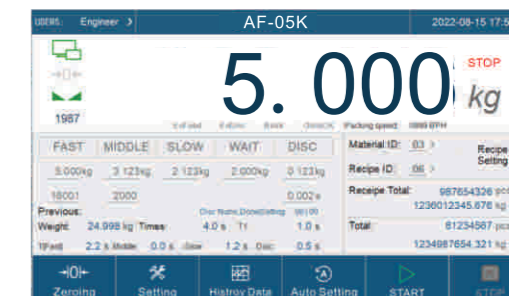 USERS: Engineer > AF-05K 2022-08-15 17:5
STOP
5.000 kg
→0←
1987
Packing speed:
FAST MIDDLE SLOW WAIT DISC
Material ID: 03 >
Recipe
Setting
5.000kg 3.123kg 2.123kg 2.000kg 0.123kg
Recipe ID: 06 >
18001 2000 0.002s
Receipe Total: 987654326 pcs
1236012345.678 kg
Previous:
Weight: 24.998 kg Times: 4.0 s T1 1.0 s
Total: 81234567 pcs
1234987654.321 kg
2.2 s Middle: 0.0 s Slow: 1.2 s Disc: 0.5 s
→0←
Zeroing Setting Histroy Data Auto Setting START STOP